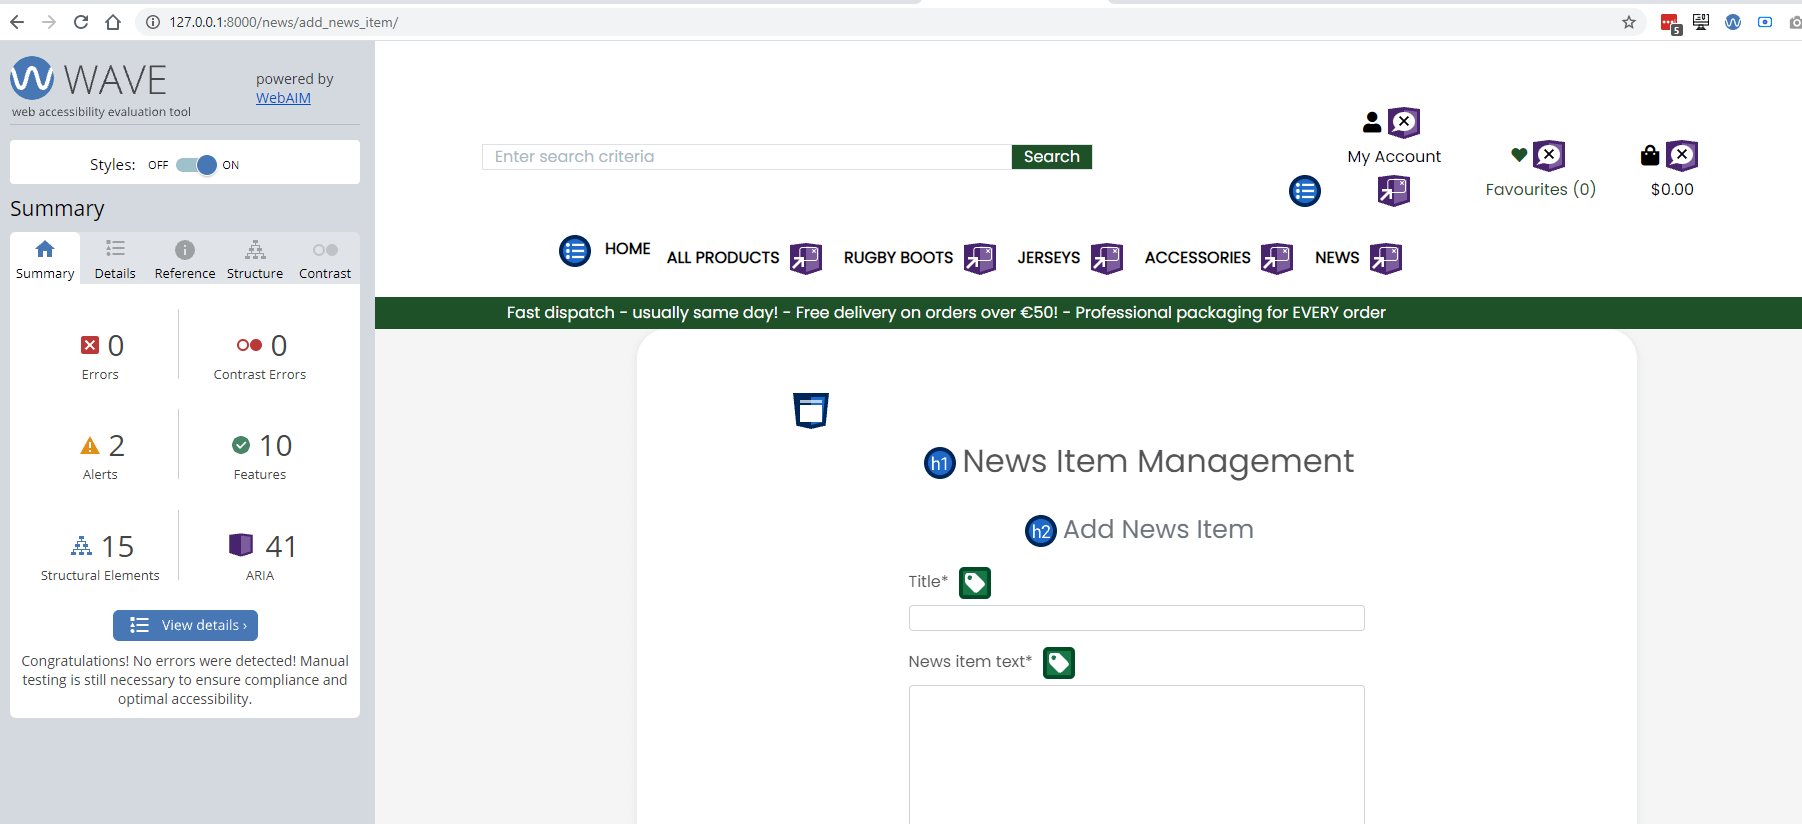 127.0.0.1:8000/news/add_news_item/
5
WAVE
web accessibility evaluation tool
powered by
WebAIM
Styles: OFF ON
Summary
Summary Details Reference Structure Contrast
0 Errors
0 Contrast Errors
2 Alerts
10 Features
15 Structural Elements
41 ARIA
View details ›
Congratulations! No errors were detected! Manual
testing is still necessary to ensure compliance and
optimal accessibility.
Enter search criteria Search
My Account
Favourites (0)
$0.00
HOME ALL PRODUCTS RUGBY BOOTS JERSEYS ACCESSORIES NEWS
Fast dispatch - usually same day! - Free delivery on orders over €50! - Professional packaging for EVERY order
h1 News Item Management
h2 Add News Item
Title*
News item text*